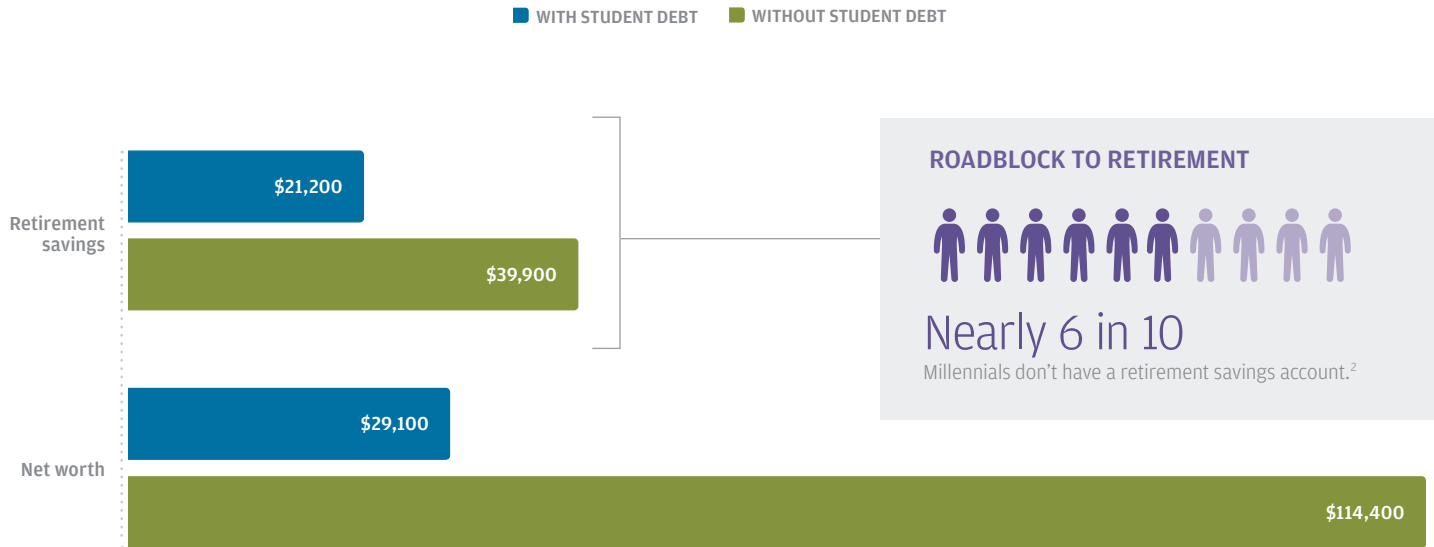 WITH STUDENT DEBT
WITHOUT STUDENT DEBT
Retirement
savings
$21,200
$39,900
ROADBLOCK TO RETIREMENT
Nearly 6 in 10
Millennials don’t have a retirement savings account.²
Net worth
$29,100
$114,400